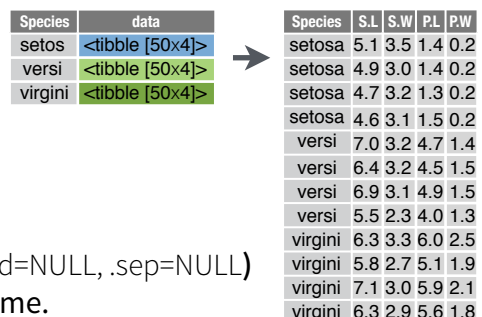 Species data
setos <tibble [50x4]>
versi <tibble [50x4]>
virgini <tibble [50x4]>
Species S.L S.W P.L P.W
setosa 5.1 3.5 1.4 0.2
setosa 4.9 3.0 1.4 0.2
setosa 4.7 3.2 1.3 0.2
setosa 4.6 3.1 1.5 0.2
versi 7.0 3.2 4.7 1.4
versi 6.4 3.2 4.5 1.5
versi 6.9 3.1 4.9 1.5
versi 5.5 2.3 4.0 1.3
virgini 6.3 3.3 6.0 2.5
virgini 5.8 2.7 5.1 1.9
virgini 7.1 3.0 5.9 2.1
virgini 6.3 2.9 5.6 1.8
d=NULL, .sep=NULL)
me.